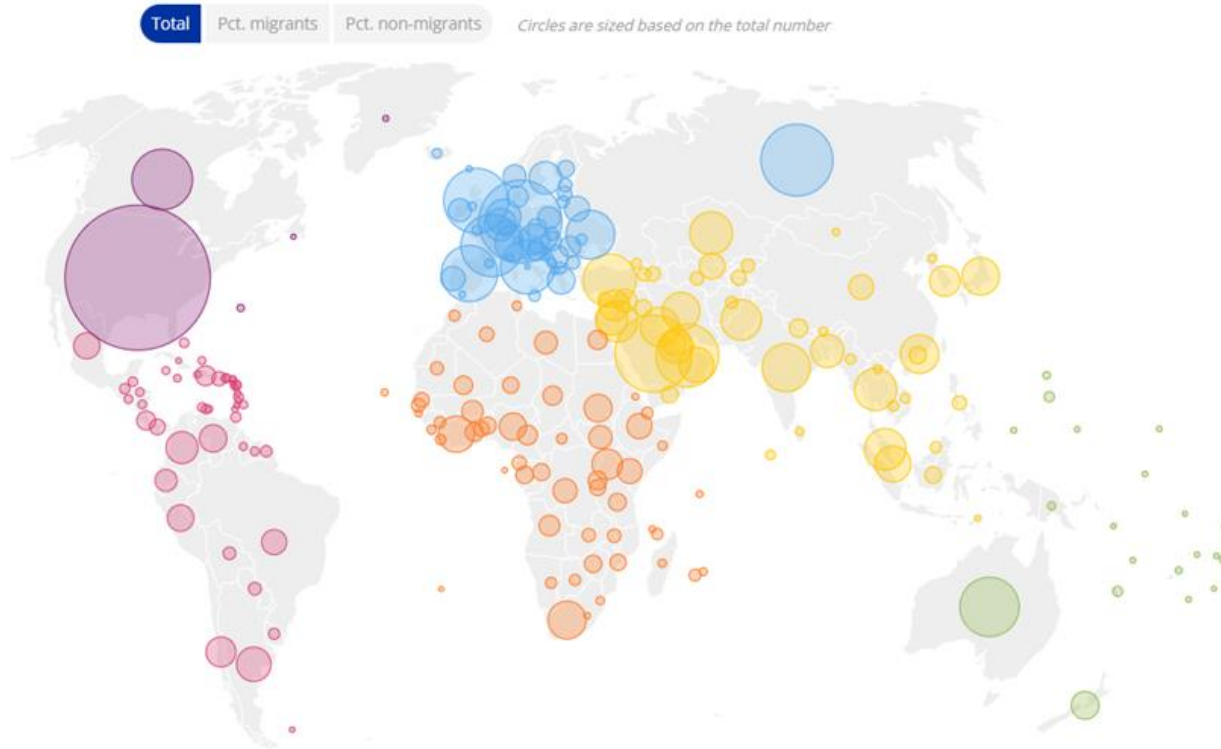 Total Pct. migrants Pct. non-migrants Circles are sized based on the total number